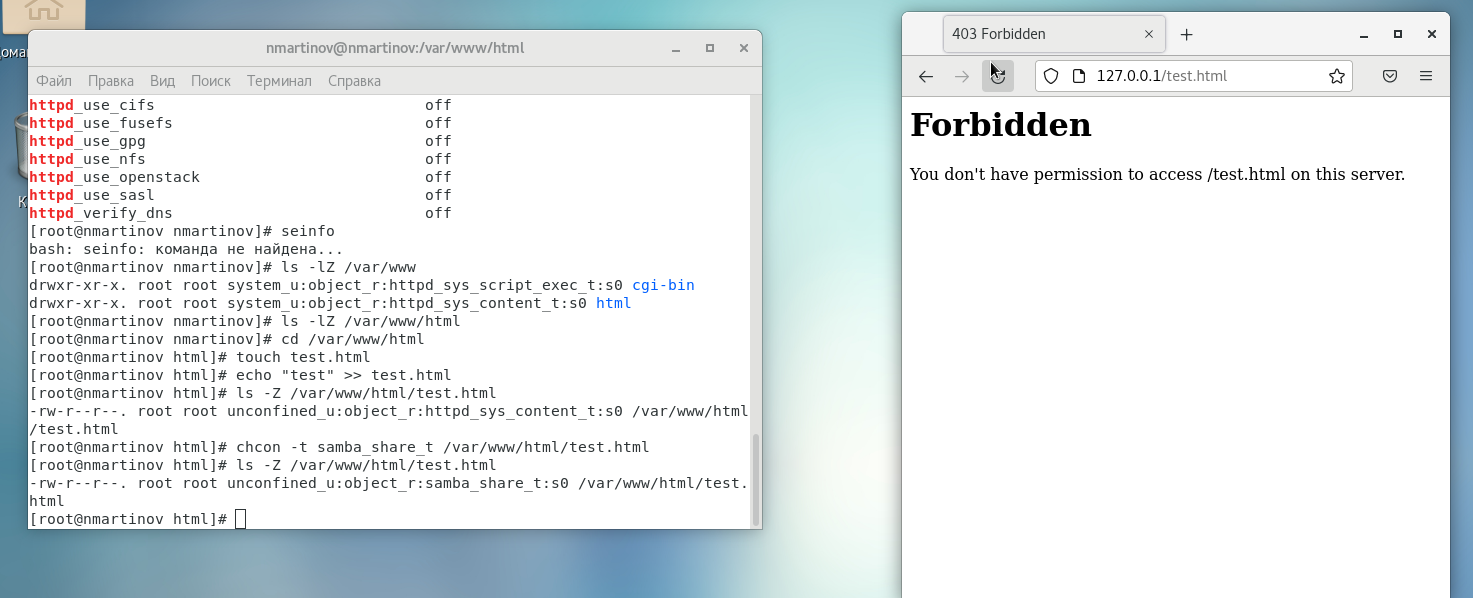 nmartinov@nmartinov:/var/www/html
Файл Правка Вид Поиск Терминал Справка
httpd_use_cifs off
httpd_use_fusefs off
httpd_use_gpg off
httpd_use_nfs off
httpd_use_openstack off
httpd_use_sasl off
httpd_verify_dns off
[root@nmartinov nmartinov]# seinfo
bash: seinfo: команда не найдена...
[root@nmartinov nmartinov]# ls -lZ /var/www
drwxr-xr-x. root root system_u:object_r:httpd_sys_script_exec_t:s0 cgi-bin
drwxr-xr-x. root root system_u:object_r:httpd_sys_content_t:s0 html
[root@nmartinov nmartinov]# ls -lZ /var/www/html
[root@nmartinov nmartinov]# cd /var/www/html
[root@nmartinov html]# touch test.html
[root@nmartinov html]# echo "test" >> test.html
[root@nmartinov html]# ls -Z /var/www/html/test.html
-rw-r--r--. root root unconfined_u:object_r:httpd_sys_content_t:s0 /var/www/html
/test.html
[root@nmartinov html]# chcon -t samba_share_t /var/www/html/test.html
[root@nmartinov html]# ls -Z /var/www/html/test.html
-rw-r--r--. root root unconfined_u:object_r:samba_share_t:s0 /var/www/html/test.
html
[root@nmartinov html]#
403 Forbidden
127.0.0.1/test.html
Forbidden
You don't have permission to access /test.html on this server.